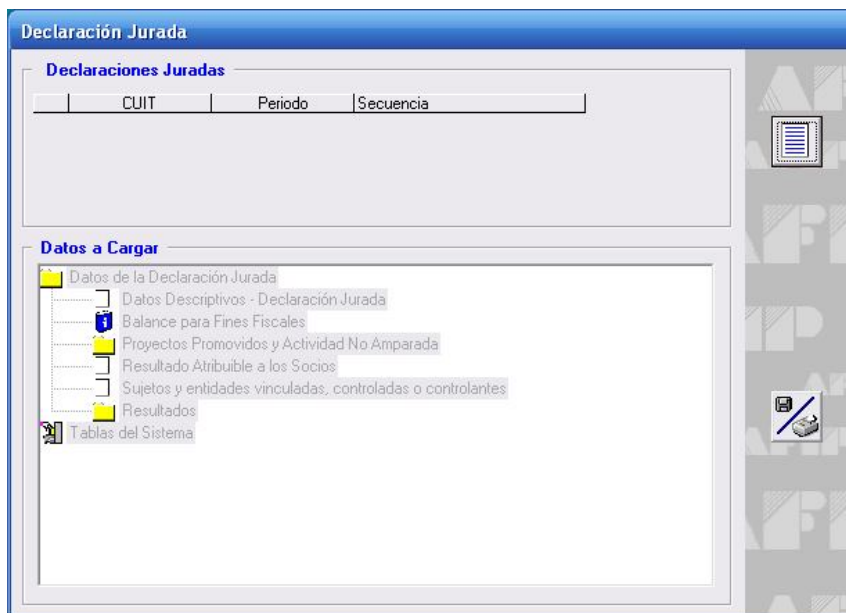 Declaración Jurada
Declaraciones Juradas
CUIT Periodo Secuencia
Datos a Cargar
Datos de la Declaración Jurada
Datos Descriptivos - Declaración Jurada
Balance para Fines Fiscales
Proyectos Promovidos y Actividad No Amparada
Resultado Atribuible a los Socios
Sujetos y entidades vinculadas, controladas o controlantes
Resultados
Tablas del Sistema